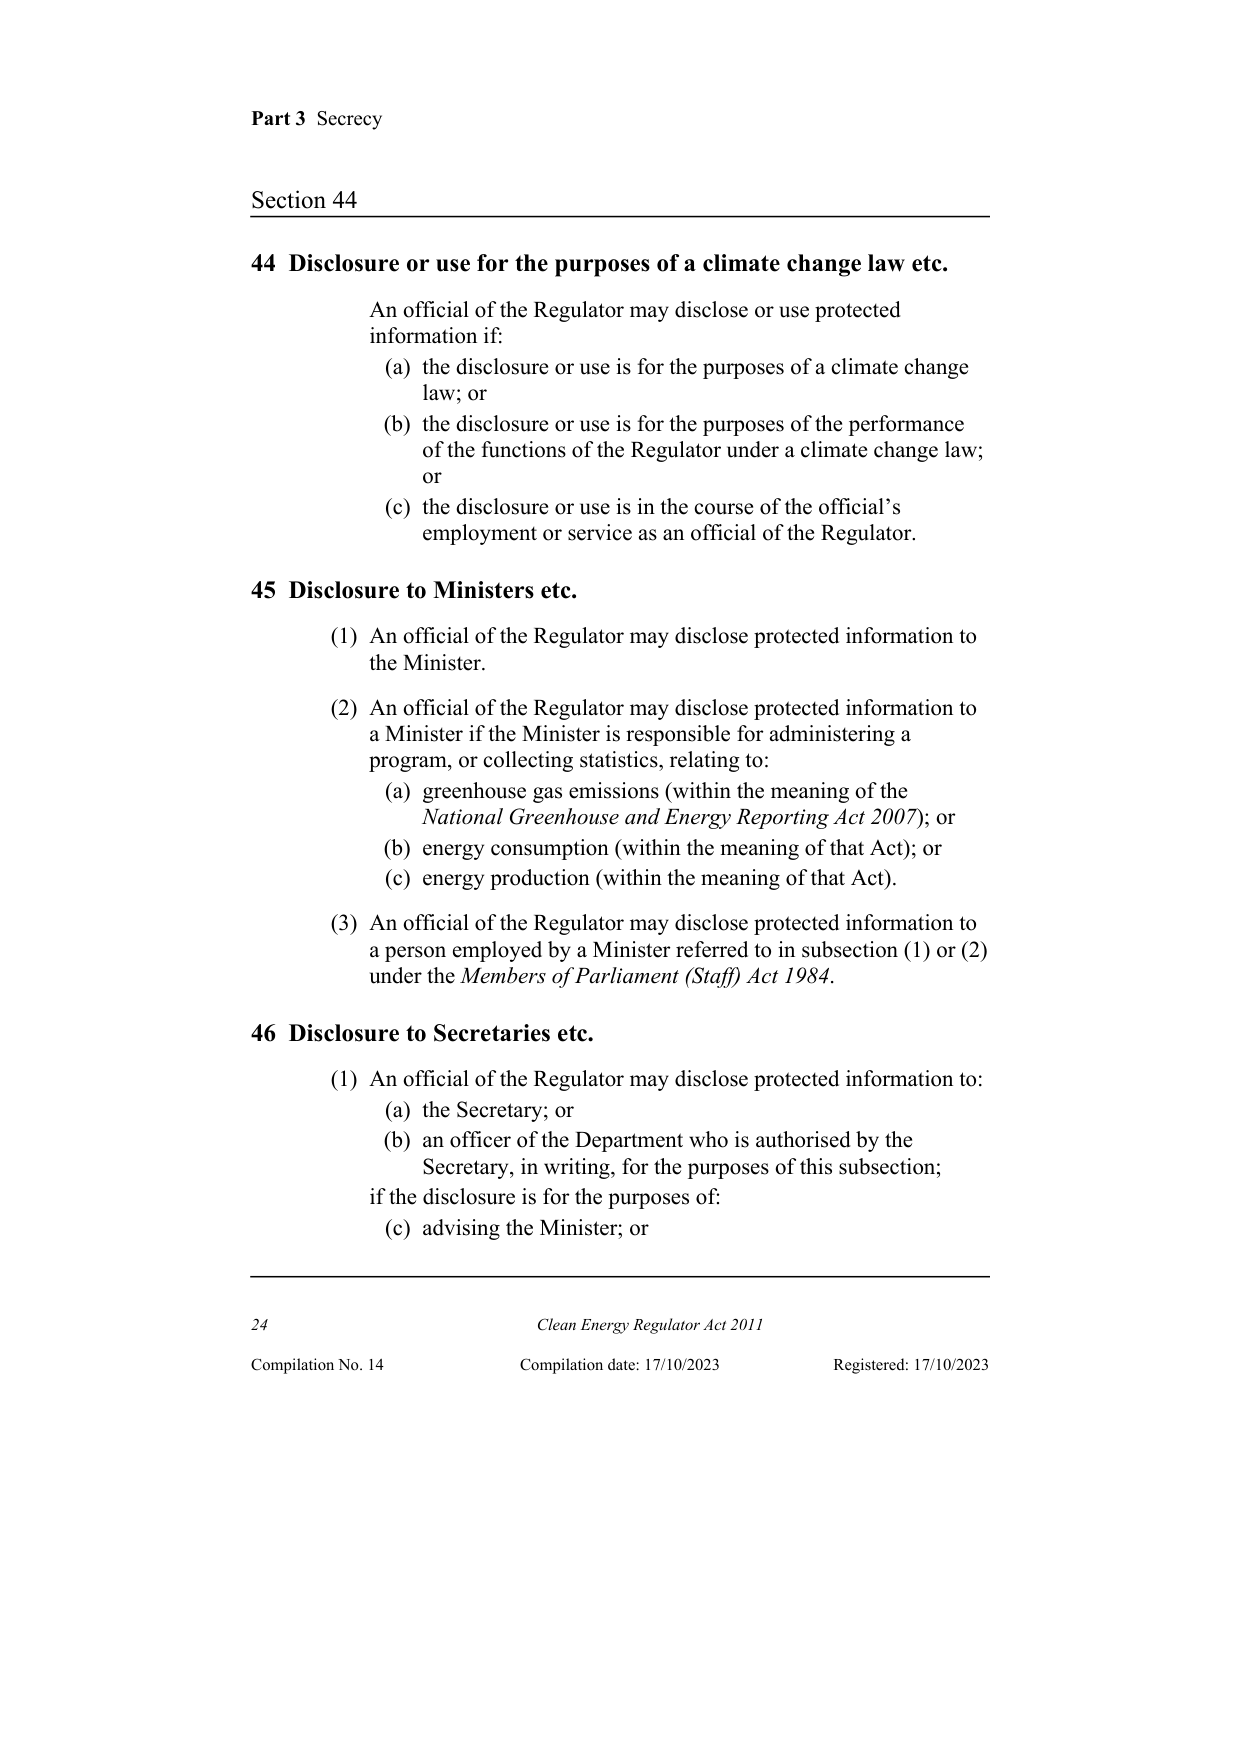 Part 3 Secrecy
Section 44
44 Disclosure or use for the purposes of a climate change law etc.
An official of the Regulator may disclose or use protected
information if:
(a) the disclosure or use is for the purposes of a climate change
law; or
(b) the disclosure or use is for the purposes of the performance
of the functions of the Regulator under a climate change law;
or
(c) the disclosure or use is in the course of the official’s
employment or service as an official of the Regulator.
45 Disclosure to Ministers etc.
(1) An official of the Regulator may disclose protected information to
the Minister.
(2) An official of the Regulator may disclose protected information to
a Minister if the Minister is responsible for administering a
program, or collecting statistics, relating to:
(a) greenhouse gas emissions (within the meaning of the
National Greenhouse and Energy Reporting Act 2007); or
(b) energy consumption (within the meaning of that Act); or
(c) energy production (within the meaning of that Act).
(3) An official of the Regulator may disclose protected information to
a person employed by a Minister referred to in subsection (1) or (2)
under the Members of Parliament (Staff) Act 1984.
46 Disclosure to Secretaries etc.
(1) An official of the Regulator may disclose protected information to:
(a) the Secretary; or
(b) an officer of the Department who is authorised by the
Secretary, in writing, for the purposes of this subsection;
if the disclosure is for the purposes of:
(c) advising the Minister; or
24 Clean Energy Regulator Act 2011
Compilation No. 14 Compilation date: 17/10/2023 Registered: 17/10/2023